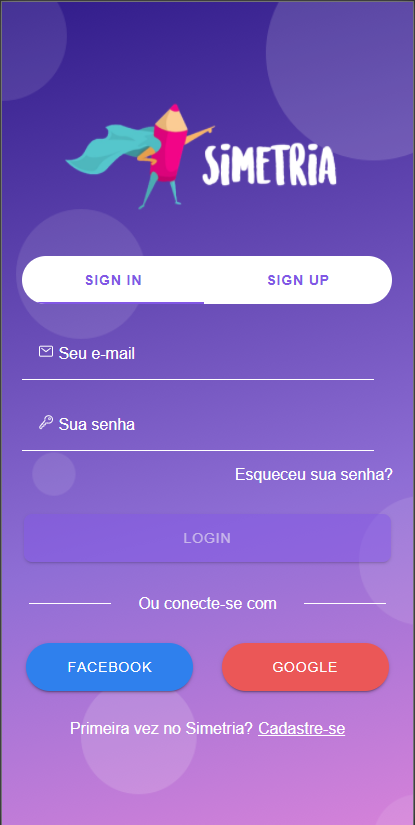 SiMETRiA
SIGN IN SIGN UP
Seu e-mail
Sua senha
Esqueceu sua senha?
LOGIN
Ou conecte-se com
FACEBOOK GOOGLE
Primeira vez no Simetria? Cadastre-se